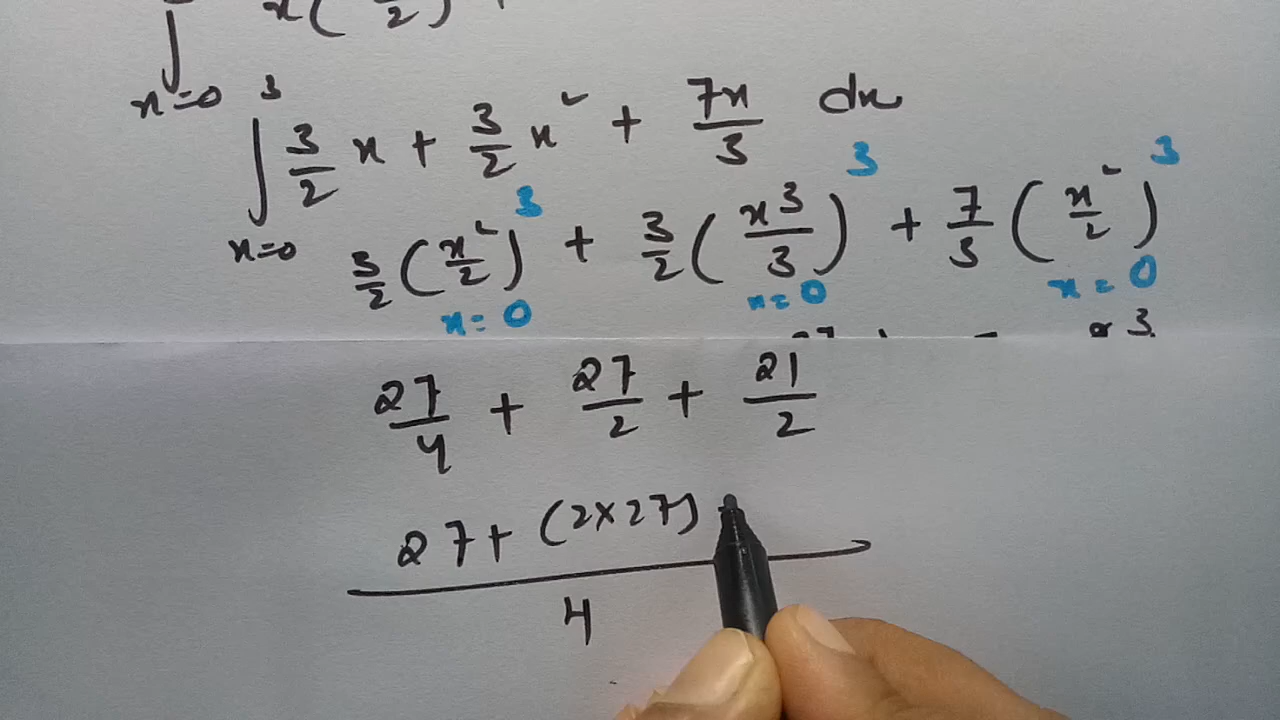 ∫ x(   /2)
x=0
∫_{x=0}^{3} 3/2 x + 3/2 x² + 7x/3 dx
3/2 (x²/2)_{x=0}^{3} + 3/2 (x3/3)_{x=0}^{3} + 7/3 (x²/2)_{x=0}^{3}
27/4 + 27/2 + 21/2
27 + (2×27) / 4